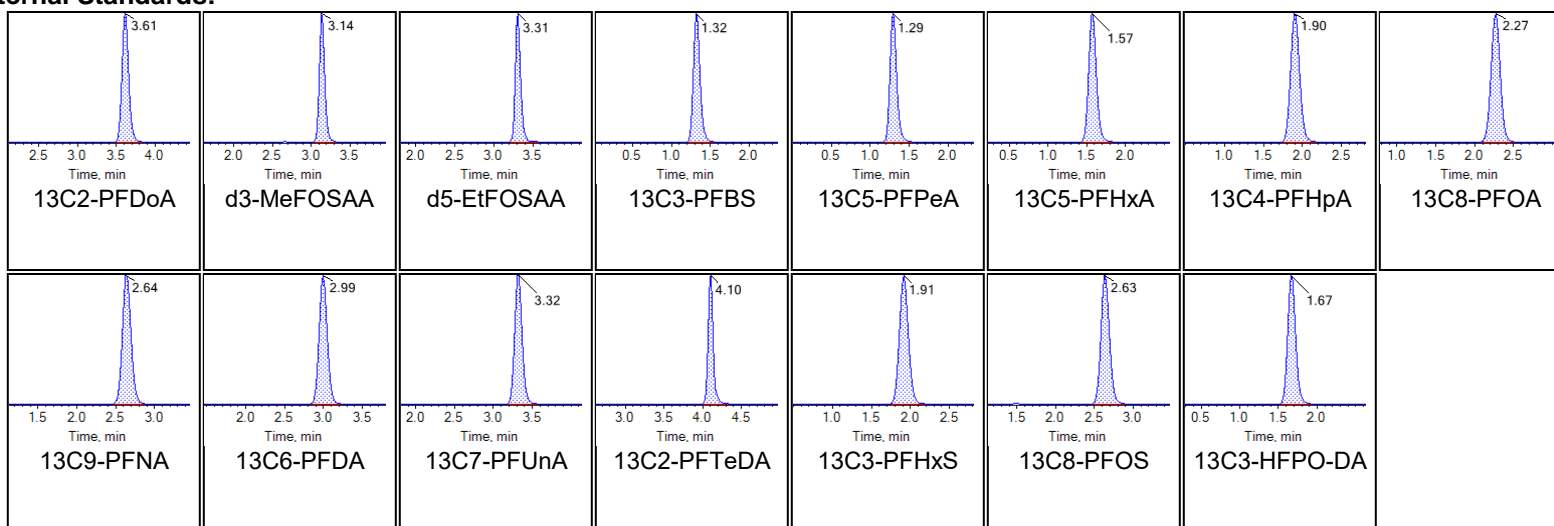 ternal Standards:
3.61
2.5 3.0 3.5 4.0
Time, min
13C2-PFDoA
3.14
2.0 2.5 3.0 3.5
Time, min
d3-MeFOSAA
3.31
2.0 2.5 3.0 3.5
Time, min
d5-EtFOSAA
1.32
0.5 1.0 1.5 2.0
Time, min
13C3-PFBS
1.29
0.5 1.0 1.5 2.0
Time, min
13C5-PFPeA
1.57
0.5 1.0 1.5 2.0
Time, min
13C5-PFHxA
1.90
1.0 1.5 2.0 2.5
Time, min
13C4-PFHpA
2.27
1.0 1.5 2.0 2.5
Time, min
13C8-PFOA
2.64
1.5 2.0 2.5 3.0
Time, min
13C9-PFNA
2.99
2.0 2.5 3.0 3.5
Time, min
13C6-PFDA
3.32
2.0 2.5 3.0 3.5
Time, min
13C7-PFUnA
4.10
3.0 3.5 4.0 4.5
Time, min
13C2-PFTeDA
1.91
1.0 1.5 2.0 2.5
Time, min
13C3-PFHxS
2.63
1.5 2.0 2.5 3.0
Time, min
13C8-PFOS
1.67
0.5 1.0 1.5 2.0
Time, min
13C3-HFPO-DA